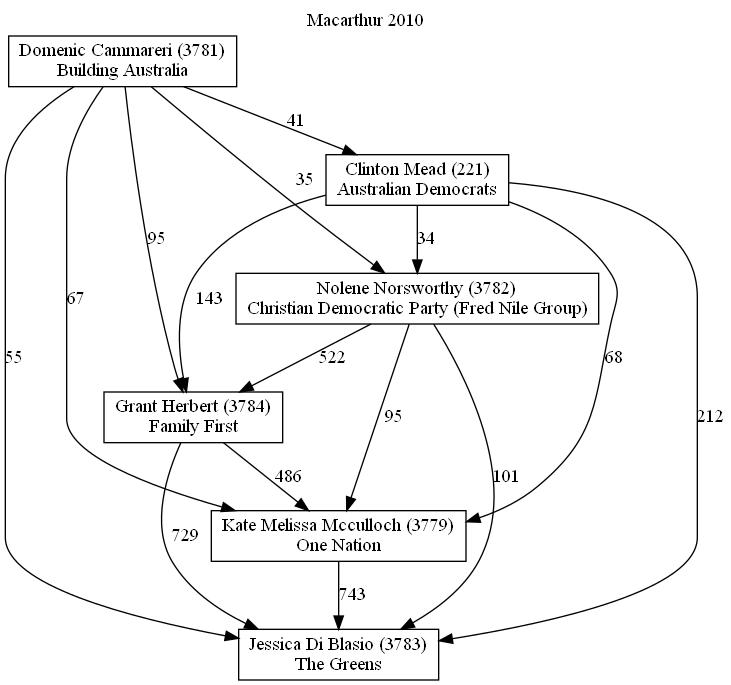 Macarthur 2010
Domenic Cammareri (3781)
Building Australia
41
Clinton Mead (221)
Australian Democrats
35
95
34
Nolene Norsworthy (3782)
Christian Democratic Party (Fred Nile Group)
67
143
55
522
95
68
212
Grant Herbert (3784)
Family First
486
101
729
Kate Melissa Mcculloch (3779)
One Nation
743
Jessica Di Blasio (3783)
The Greens